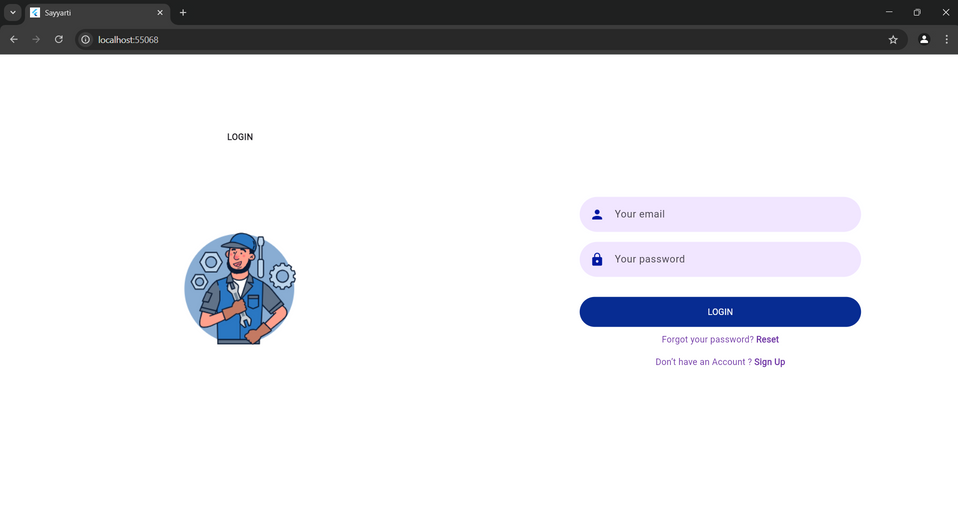 Sayyarti
localhost:55068
LOGIN
Your email
Your password
LOGIN
Forgot your password? Reset
Don't have an Account ? Sign Up